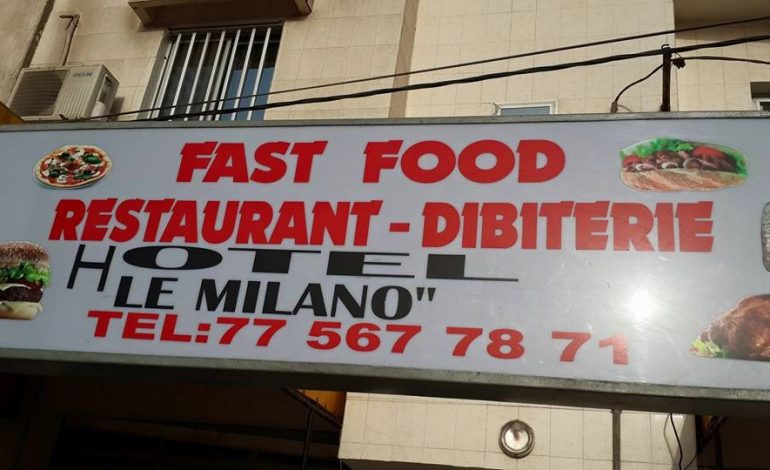 FAST FOOD
RESTAURANT - DIBITERIE
HOTEL
"LE MILANO"
TEL:77 567 78 71